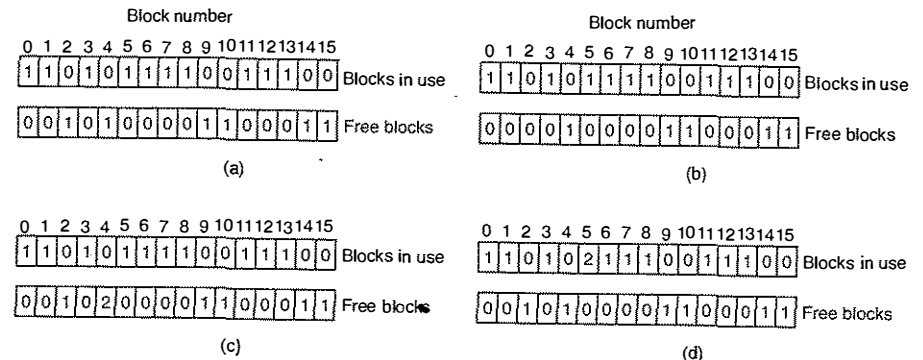 Block number
0 1 2 3 4 5 6 7 8 9 10 11 12 13 14 15
1 1 0 1 0 1 1 1 1 0 0 1 1 1 0 0 Blocks in use
0 0 1 0 1 0 0 0 0 1 1 0 0 0 1 1 Free blocks
(a)
Block number
0 1 2 3 4 5 6 7 8 9 10 11 12 13 14 15
1 1 0 1 0 1 1 1 1 0 0 1 1 1 0 0 Blocks in use
0 0 0 0 1 0 0 0 0 1 1 0 0 0 1 1 Free blocks
(b)
0 1 2 3 4 5 6 7 8 9 10 11 12 13 14 15
1 1 0 1 0 1 1 1 1 0 0 1 1 1 0 0 Blocks in use
0 0 1 0 2 0 0 0 0 1 1 0 0 0 1 1 Free blocks
(c)
0 1 2 3 4 5 6 7 8 9 10 11 12 13 14 15
1 1 0 1 0 2 1 1 1 0 0 1 1 1 0 0 Blocks in use
0 0 1 0 1 0 0 0 0 1 1 0 0 0 1 1 Free blocks
(d)